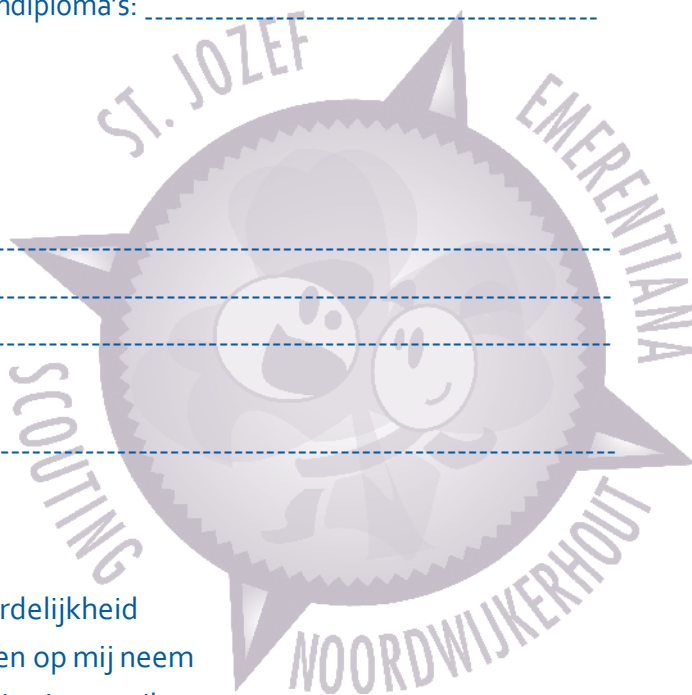 ndiploma's:
ST. JOZEF
EMERENTIANA
SCOUTING
NOORDWIJKERHOUT
rdelijkheid
en op mij neem